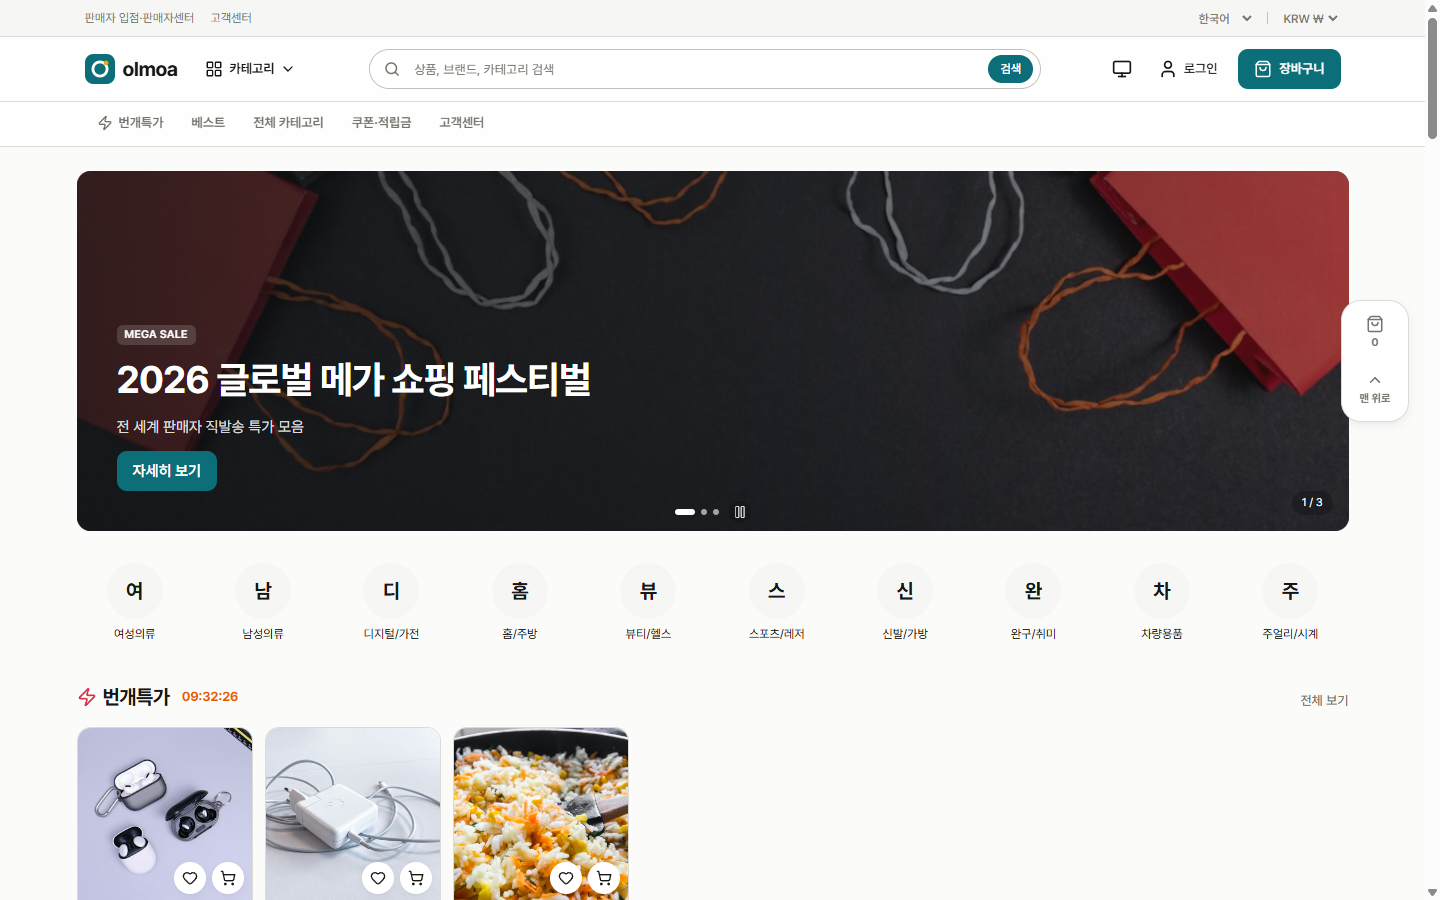 판매자 입점·판매자센터 고객센터
한국어 KRW ₩
olmoa 카테고리 상품, 브랜드, 카테고리 검색 검색 로그인 장바구니
번개특가 베스트 전체 카테고리 쿠폰·적립금 고객센터
MEGA SALE
2026 글로벌 메가 쇼핑 페스티벌
전 세계 판매자 직발송 특가 모음
자세히 보기
1 / 3
0
맨 위로
여 남 디 홈 뷰 스 신 완 차 주
여성의류 남성의류 디지털/가전 홈/주방 뷰티/헬스 스포츠/레저 신발/가방 완구/취미 차량용품 주얼리/시계
번개특가 09:32:26 전체 보기